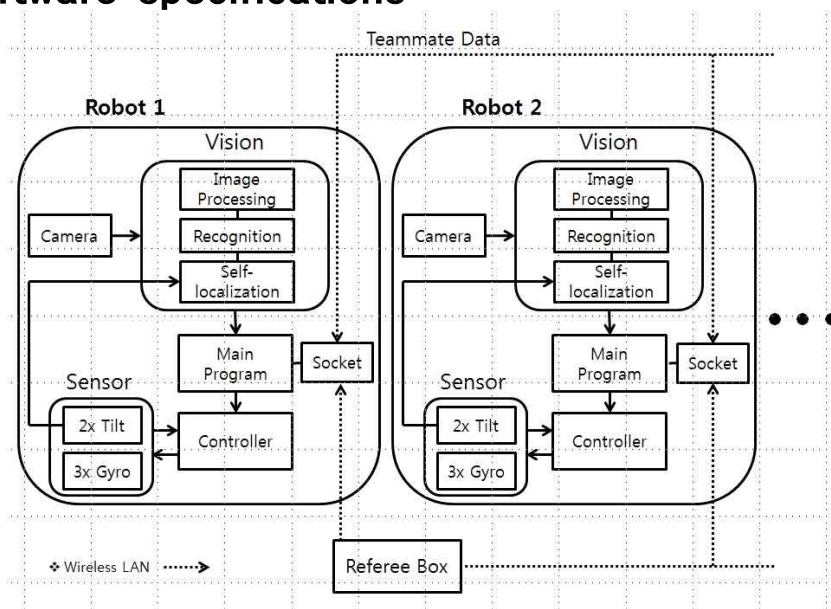 ftware specifications
Teammate Data
Robot 1
Vision
Image
Processing
Camera
Recognition
Self-
localization
Main
Program
Socket
Sensor
2x Tilt
Controller
3x Gyro
Robot 2
Vision
Image
Processing
Camera
Recognition
Self-
localization
Main
Program
Socket
Sensor
2x Tilt
Controller
3x Gyro
❖ Wireless LAN
Referee Box